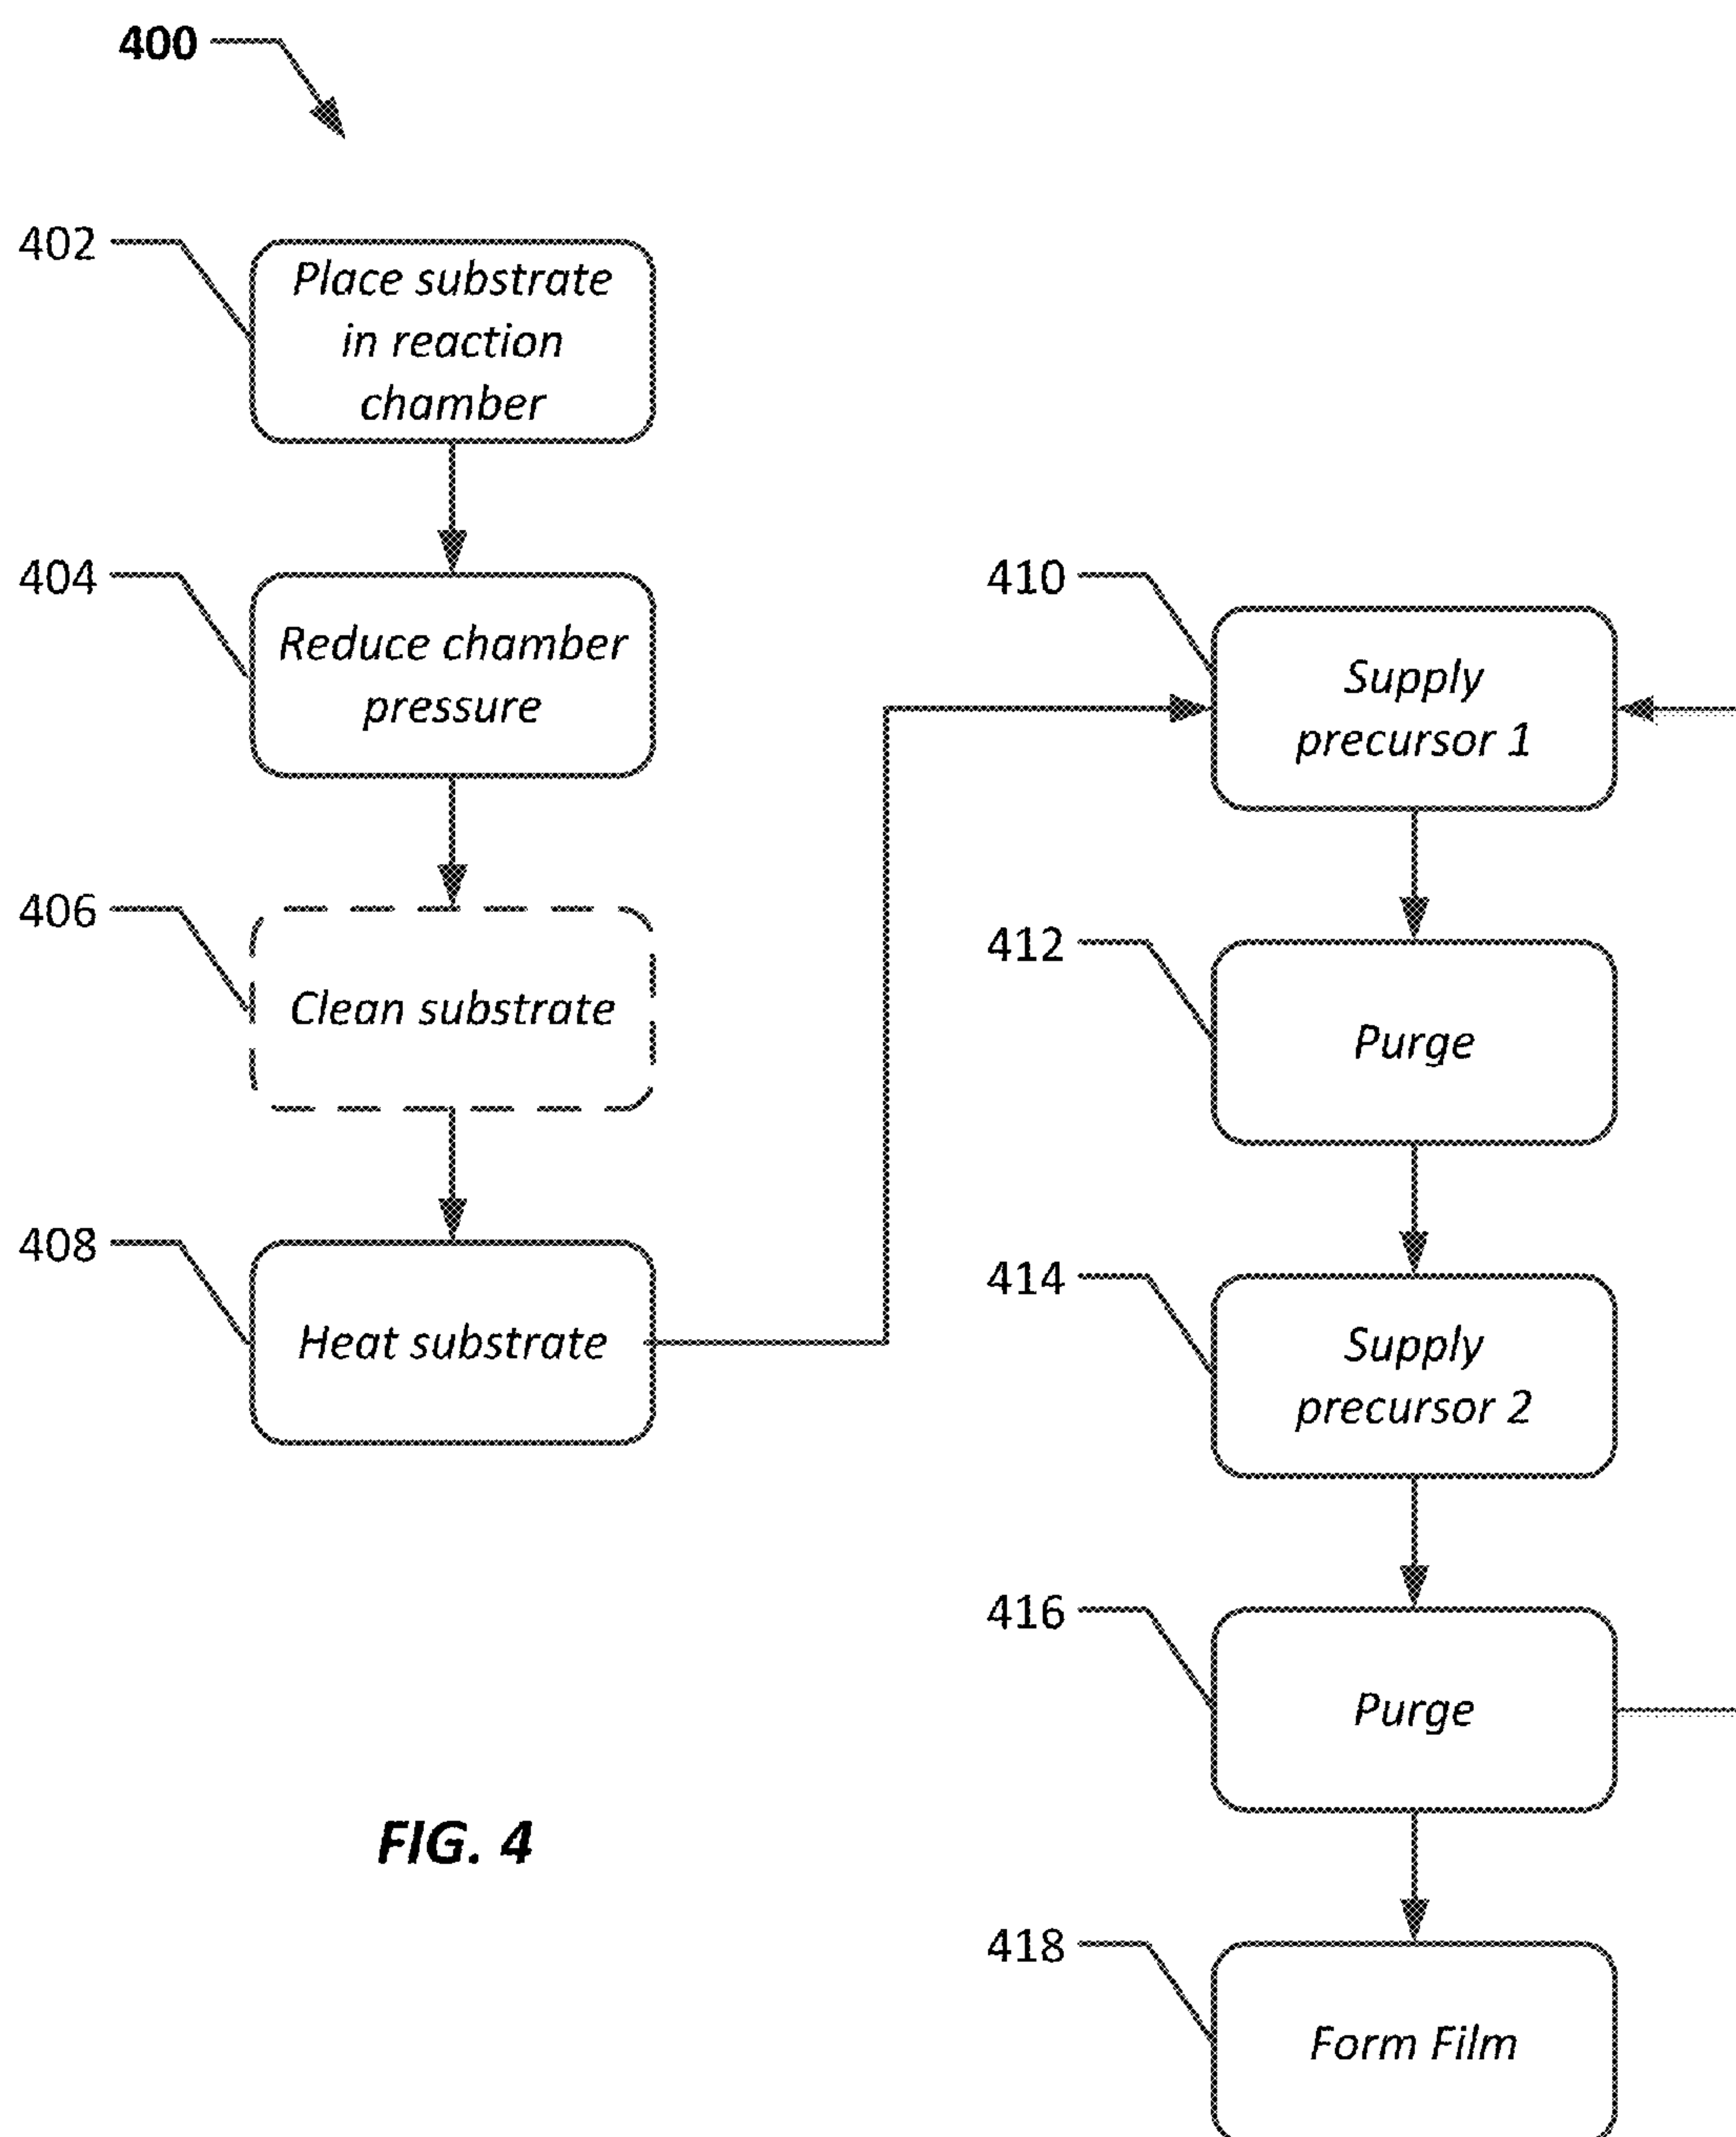 400
402
Place substrate
in reaction
chamber
404
Reduce chamber
pressure
406
Clean substrate
408
Heat substrate
410
Supply
precursor 1
412
Purge
414
Supply
precursor 2
416
Purge
418
Form Film
FIG. 4